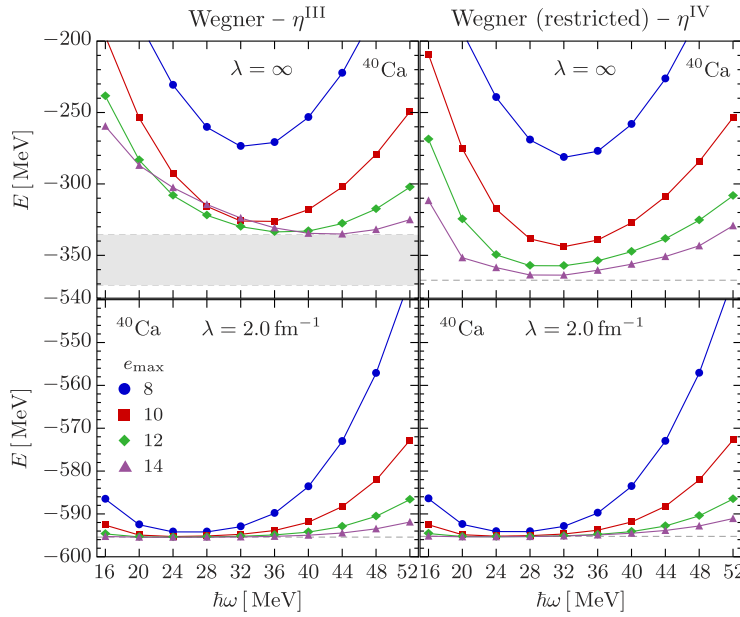 Wegner – η^III
Wegner (restricted) – η^IV
λ = ∞
⁴⁰Ca
λ = ∞
⁴⁰Ca
−200
−250
−300
−350
E [MeV]
E [MeV]
−540
−560
−570
−580
−590
−600
⁴⁰Ca
λ = 2.0 fm⁻¹
⁴⁰Ca
λ = 2.0 fm⁻¹
e_max
8
10
12
14
16 20 24 28 32 36 40 44 48 52
16 20 24 28 32 36 40 44 48 52
ħω [MeV]
ħω [MeV]